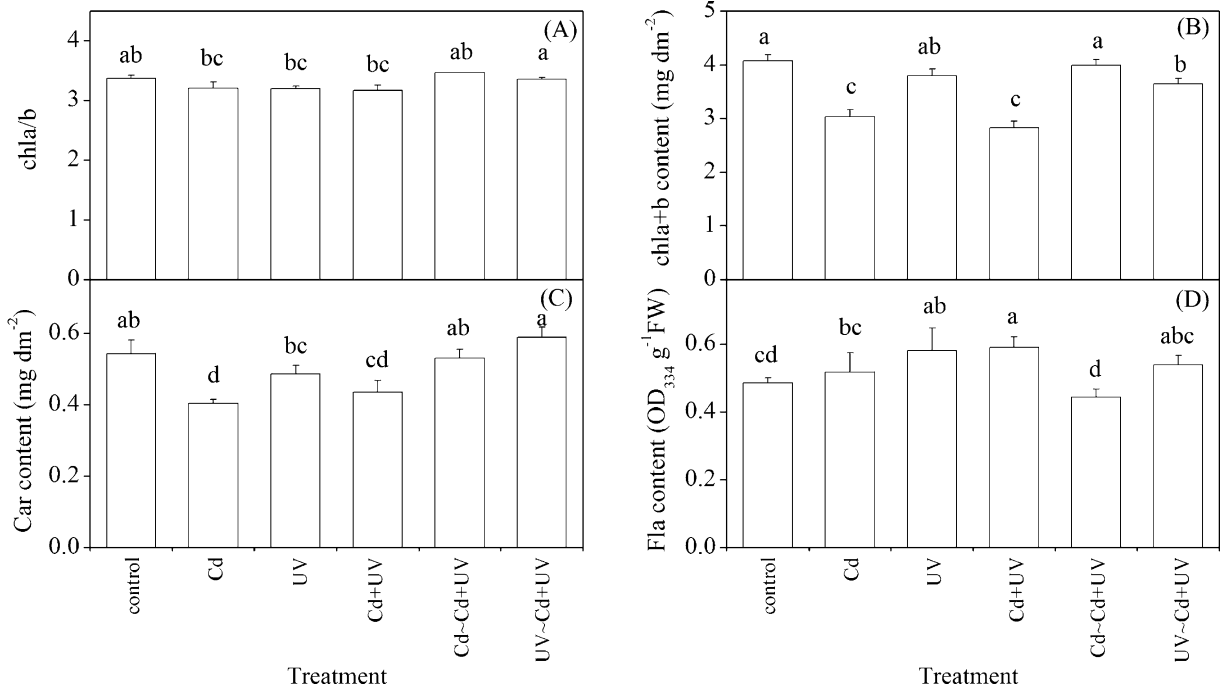 (A)
ab bc bc bc ab a
4
3
2
1
0
chla/b
(B)
a c ab c a b
5
4
3
2
1
0
chla+b content (mg dm-2)
(C)
ab d bc cd ab a
0.6
0.4
0.2
0.0
Car content (mg dm-2)
control Cd UV Cd+UV Cd~Cd+UV UV~Cd+UV
Treatment
(D)
cd bc ab a d abc
0.6
0.4
0.2
0.0
Fla content (OD334 g-1FW)
control Cd UV Cd+UV Cd~Cd+UV UV~Cd+UV
Treatment